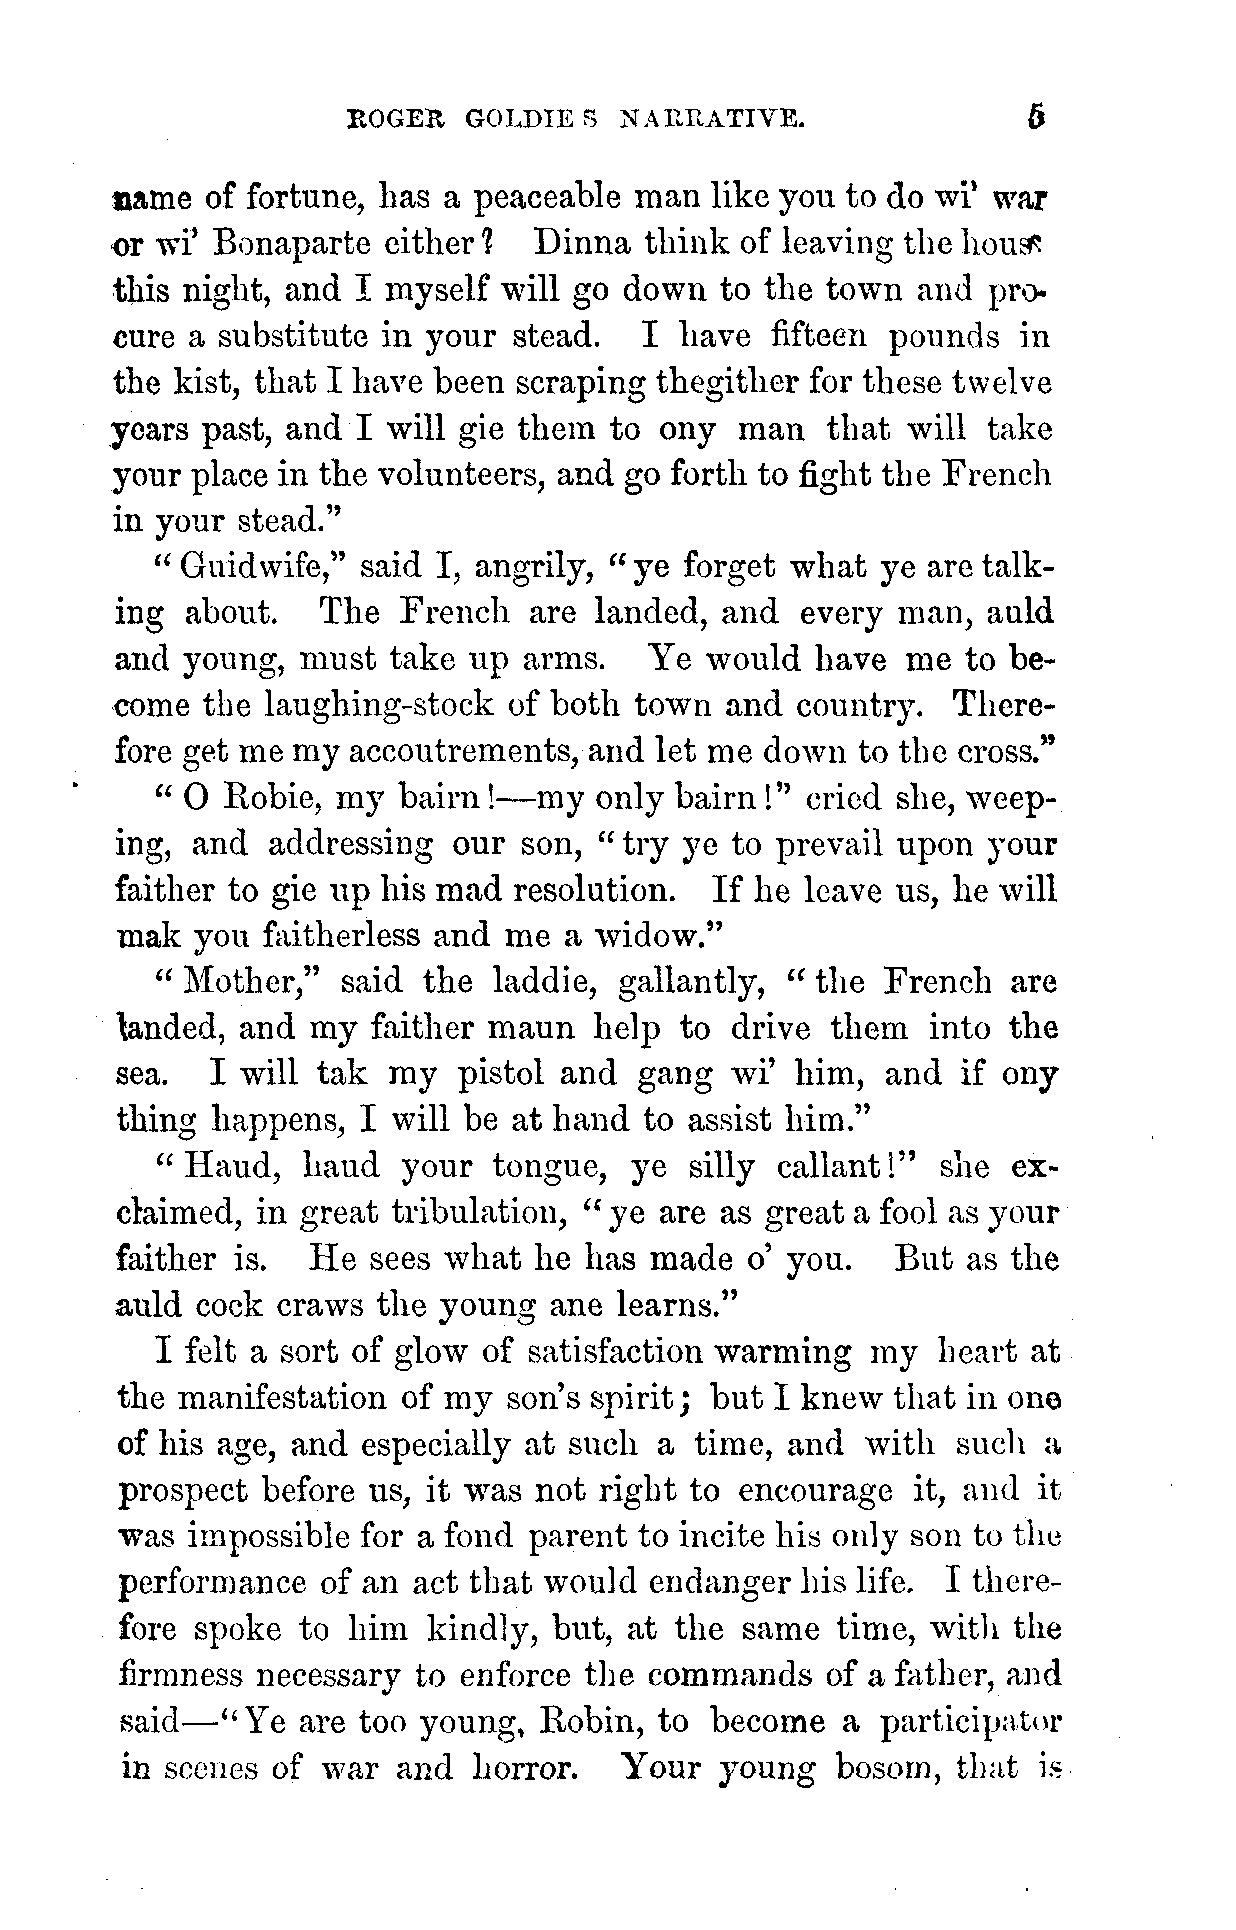 ROGER GOLDIE S NARRATIVE. 5
name of fortune, has a peaceable man like you to do wi' war
or wi' Bonaparte either? Dinna think of leaving the house
this night, and I myself will go down to the town and pro-
cure a substitute in your stead. I have fifteen pounds in
the kist, that I have been scraping thegither for these twelve
years past, and I will gie them to ony man that will take
your place in the volunteers, and go forth to fight the French
in your stead."
"Guidwife," said I, angrily, "ye forget what ye are talk-
ing about. The French are landed, and every man, auld
and young, must take up arms. Ye would have me to be-
come the laughing-stock of both town and country. There-
fore get me my accoutrements, and let me down to the cross."
"O Robie, my bairn!—my only bairn!" cried she, weep-
ing, and addressing our son, "try ye to prevail upon your
faither to gie up his mad resolution. If he leave us, he will
mak you faitherless and me a widow."
"Mother," said the laddie, gallantly, "the French are
landed, and my faither maun help to drive them into the
sea. I will tak my pistol and gang wi' him, and if ony
thing happens, I will be at hand to assist him."
"Haud, haud your tongue, ye silly callant!" she ex-
claimed, in great tribulation, "ye are as great a fool as your
faither is. He sees what he has made o' you. But as the
auld cock craws the young ane learns."
I felt a sort of glow of satisfaction warming my heart at
the manifestation of my son's spirit; but I knew that in one
of his age, and especially at such a time, and with such a
prospect before us, it was not right to encourage it, and it
was impossible for a fond parent to incite his only son to the
performance of an act that would endanger his life. I there-
fore spoke to him kindly, but, at the same time, with the
firmness necessary to enforce the commands of a father, and
said—"Ye are too young, Robin, to become a participator
in scenes of war and horror. Your young bosom, that is